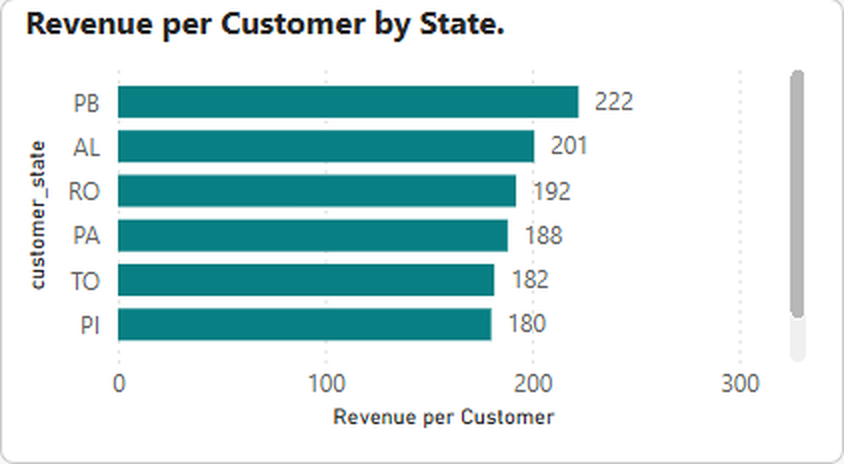 Revenue per Customer by State.
customer_state
PB 222
AL 201
RO 192
PA 188
TO 182
PI 180
0 100 200 300
Revenue per Customer